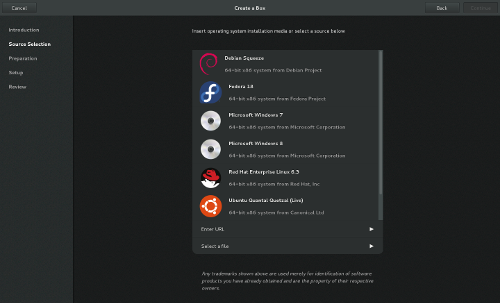 Cancel
Create a Box
Back
Continue
Introduction
Source Selection
Preparation
Setup
Review
Insert operating system installation media or select a source below
Debian Squeeze
64-bit x86 system from Debian Project
Fedora 18
64-bit x86 system from Fedora Project
Microsoft Windows 7
64-bit x86 system from Microsoft Corporation
Microsoft Windows 8
64-bit x86 system from Microsoft Corporation
Red Hat Enterprise Linux 6.3
64-bit x86 system from Red Hat, Inc
Ubuntu Quantal Quetzal (Live)
64-bit x86 system from Canonical Ltd
Enter URL
Select a file
Any trademarks shown above are used merely for identification of software
products you have already obtained and are the property of their respective
owners.